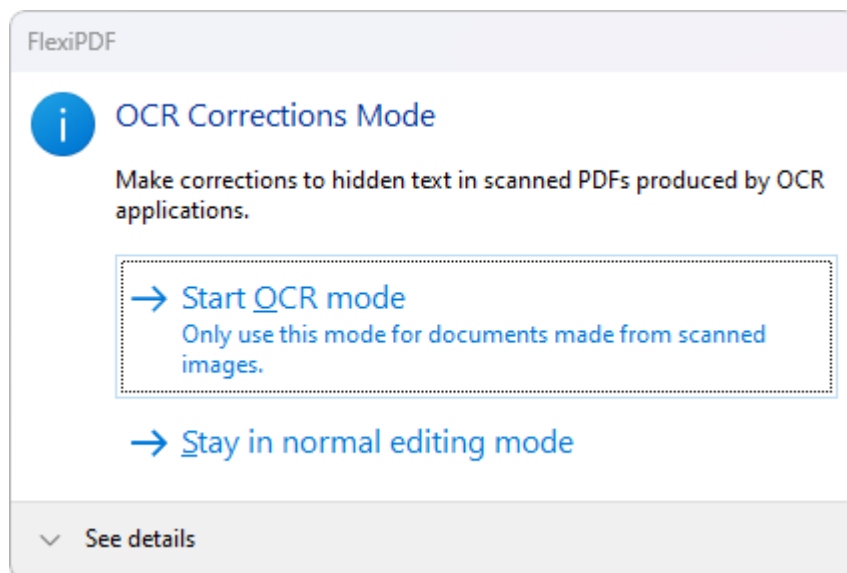 FlexiPDF
OCR Corrections Mode
Make corrections to hidden text in scanned PDFs produced by OCR
applications.
Start OCR mode
Only use this mode for documents made from scanned
images.
Stay in normal editing mode
See details